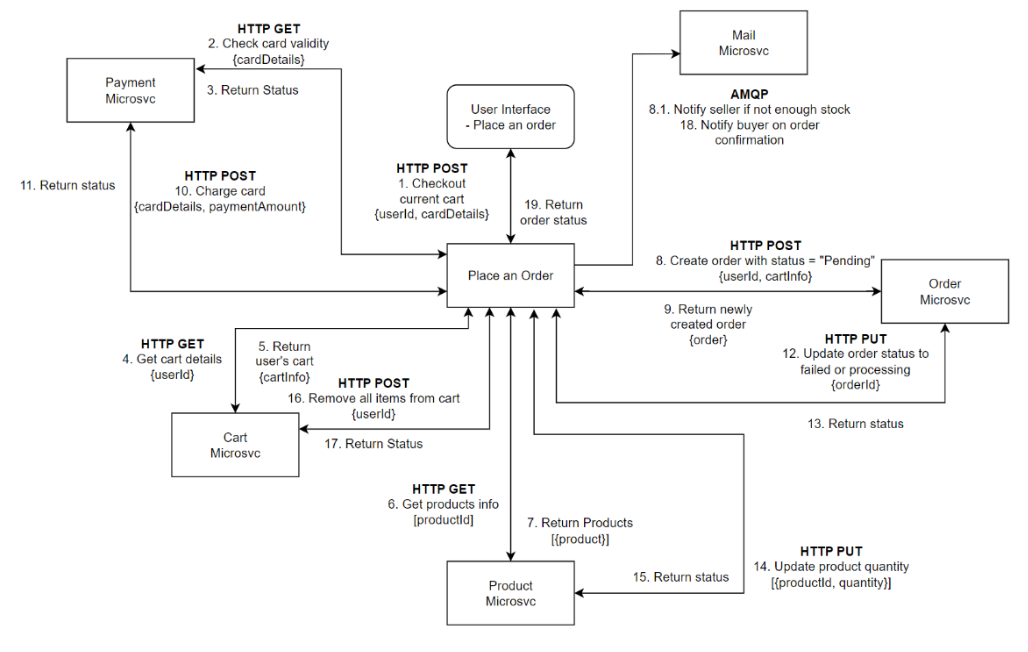 HTTP GET
2. Check card validity
{cardDetails}
3. Return Status
Payment
Microsvc
Mail
Microsvc
AMQP
8.1. Notify seller if not enough stock
18. Notify buyer on order
confirmation
User Interface
- Place an order
HTTP POST
1. Checkout
current cart
{userId, cardDetails}
19. Return
order status
11. Return status
HTTP POST
10. Charge card
{cardDetails, paymentAmount}
Place an Order
HTTP POST
8. Create order with status = "Pending"
{userId, cartInfo}
9. Return newly
created order
{order}
Order
Microsvc
HTTP PUT
12. Update order status to
failed or processing
{orderId}
13. Return status
HTTP GET
4. Get cart details
{userId}
5. Return
user's cart
{cartInfo}
HTTP POST
16. Remove all items from cart
{userId}
17. Return Status
Cart
Microsvc
HTTP GET
6. Get products info
[productId]
7. Return Products
[{product}]
HTTP PUT
14. Update product quantity
[{productId, quantity}]
15. Return status
Product
Microsvc